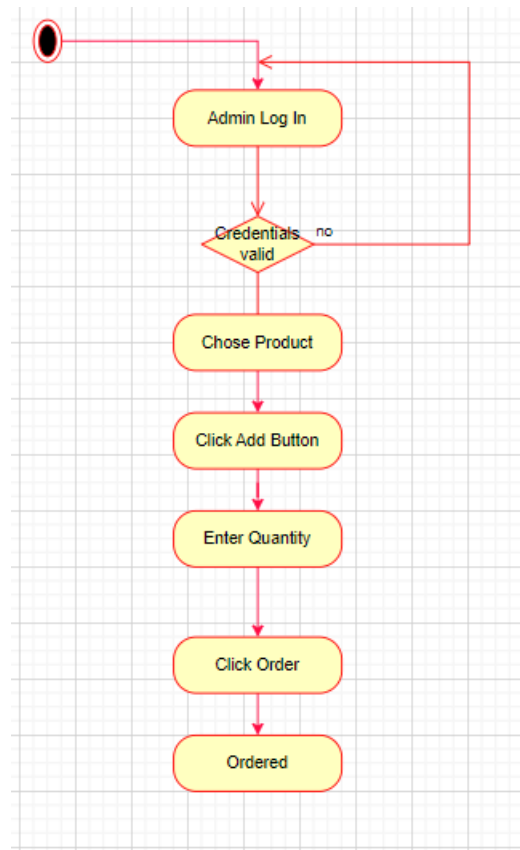 Admin Log In
Credentials
valid
no
Chose Product
Click Add Button
Enter Quantity
Click Order
Ordered